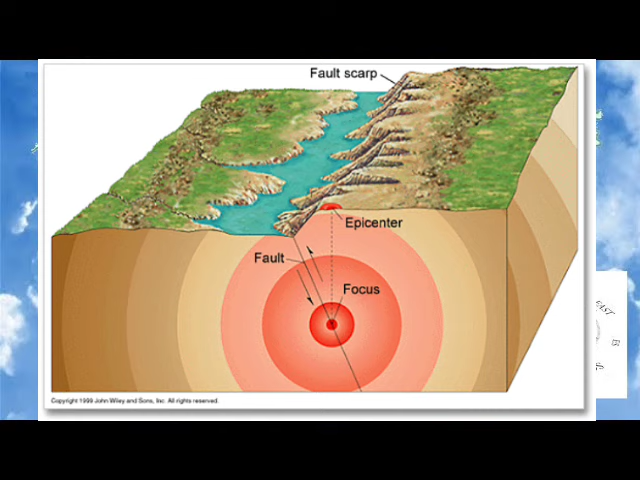 Fault scarp
Epicenter
Fault
Focus
Copyright 1999 John Wiley and Sons, Inc. All rights reserved.